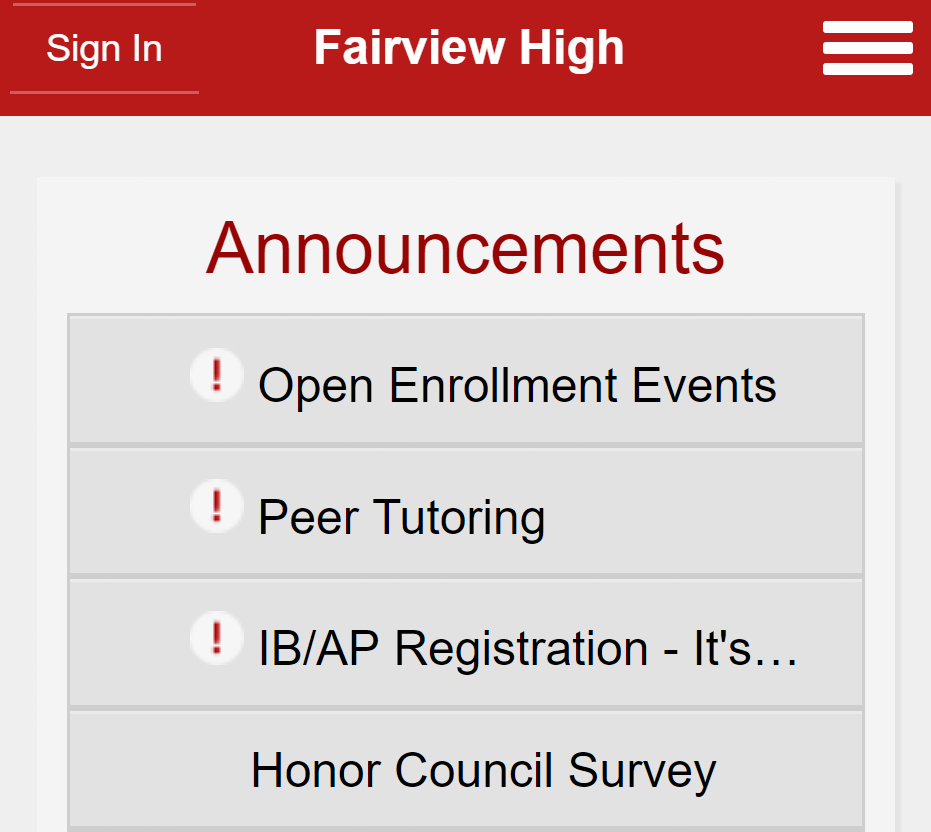 Sign In
Fairview High
Announcements
! Open Enrollment Events
! Peer Tutoring
! IB/AP Registration - It's...
Honor Council Survey